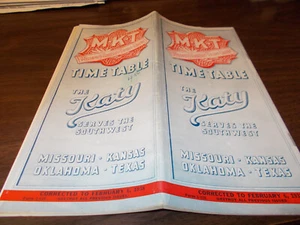 M-K-T
TIME TABLE
THE
Katy
SERVES THE
SOUTHWEST
MISSOURI - KANSAS
OKLAHOMA - TEXAS
CORRECTED TO FEBRUARY
M-K-T
TIME TABLE
THE
Katy
SERVES THE
SOUTHWEST
MISSOURI - KANSAS
OKLAHOMA - TEXAS
CORRECTED TO FEBRUARY